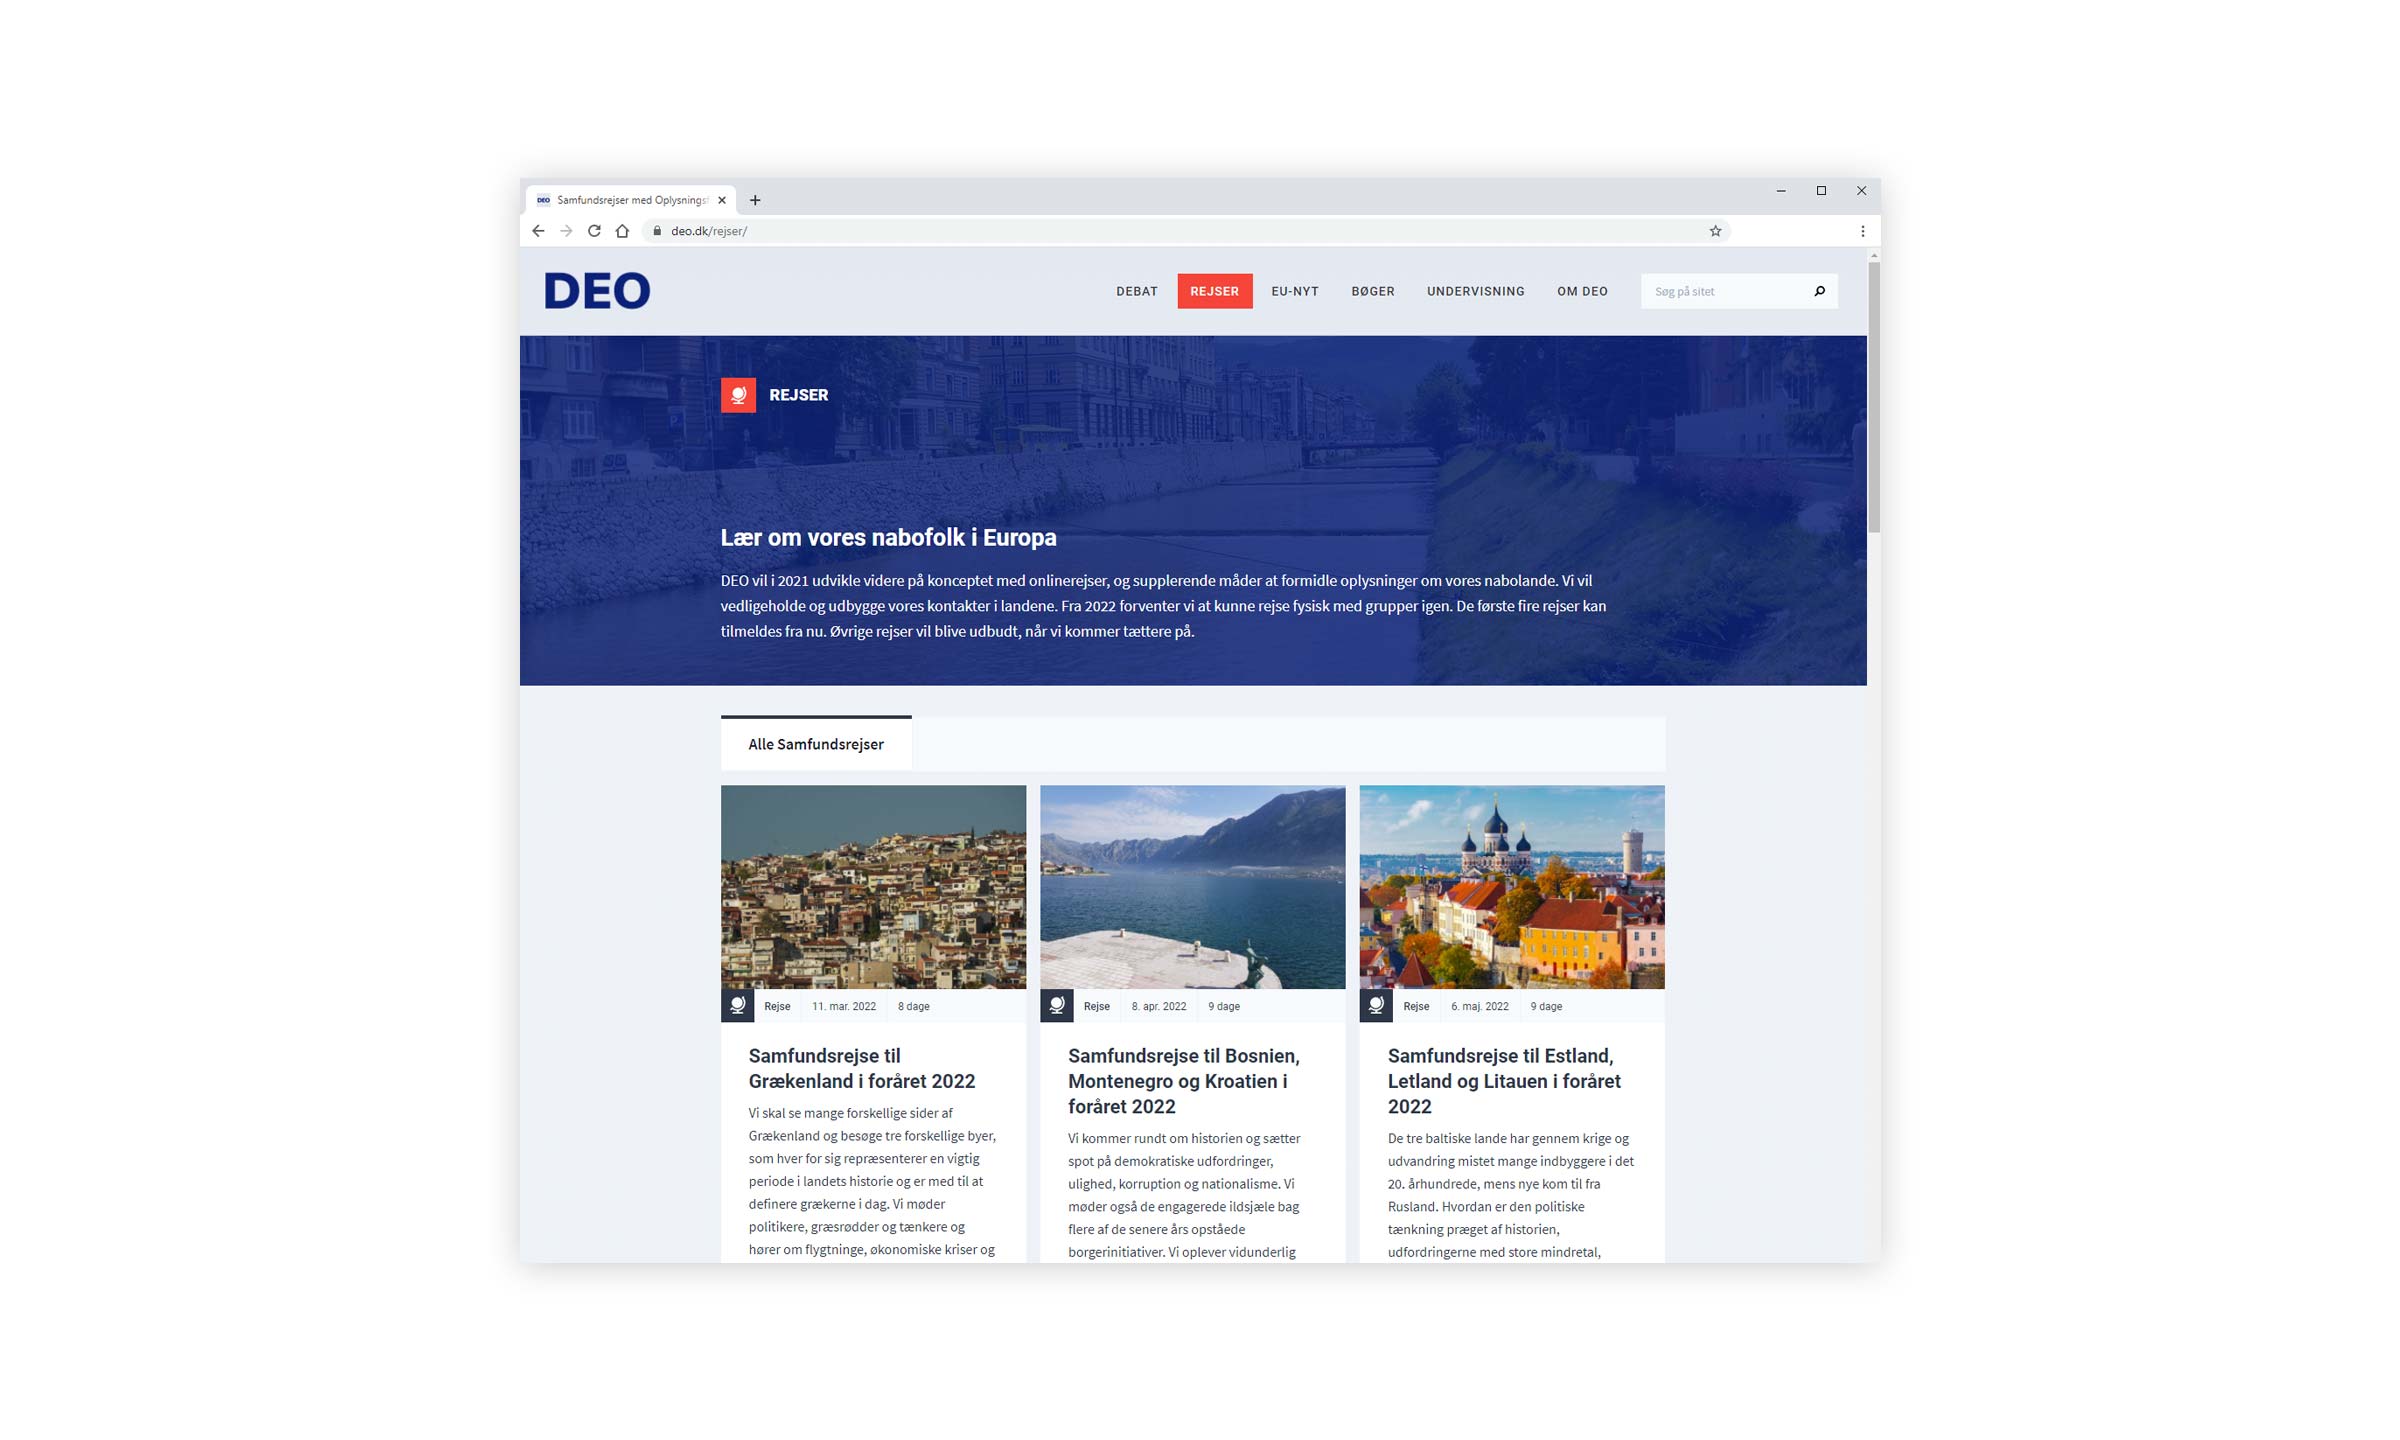 DEO Samfundsrejser med Oplysnings
deo.dk/rejser/
DEO
DEBAT REJSER EU-NYT BØGER UNDERVISNING OM DEO Søg på sitet
REJSER
Lær om vores nabofolk i Europa
DEO vil i 2021 udvikle videre på konceptet med onlinerejser, og supplerende måder at formidle oplysninger om vores nabolande. Vi vil
vedligeholde og udbygge vores kontakter i landene. Fra 2022 forventer vi at kunne rejse fysisk med grupper igen. De første fire rejser kan
tilmeldes fra nu. Øvrige rejser vil blive udbudt, når vi kommer tættere på.
Alle Samfundsrejser
Rejse 11. mar. 2022 8 dage
Samfundsrejse til
Grækenland i foråret 2022
Vi skal se mange forskellige sider af
Grækenland og besøge tre forskellige byer,
som hver for sig repræsenterer en vigtig
periode i landets historie og er med til at
definere grækerne i dag. Vi møder
politikere, græsrødder og tænkere og
hører om flygtninge, økonomiske kriser og
Rejse 8. apr. 2022 9 dage
Samfundsrejse til Bosnien,
Montenegro og Kroatien i
foråret 2022
Vi kommer rundt om historien og sætter
spot på demokratiske udfordringer,
ulighed, korruption og nationalisme. Vi
møder også de engagerede ildsjæle bag
flere af de senere års opståede
borgerinitiativer. Vi oplever vidunderlig
Rejse 6. maj. 2022 9 dage
Samfundsrejse til Estland,
Letland og Litauen i foråret
2022
De tre baltiske lande har gennem krige og
udvandring mistet mange indbyggere i det
20. århundrede, mens nye kom til fra
Rusland. Hvordan er den politiske
tænkning præget af historien,
udfordringerne med store mindretal,